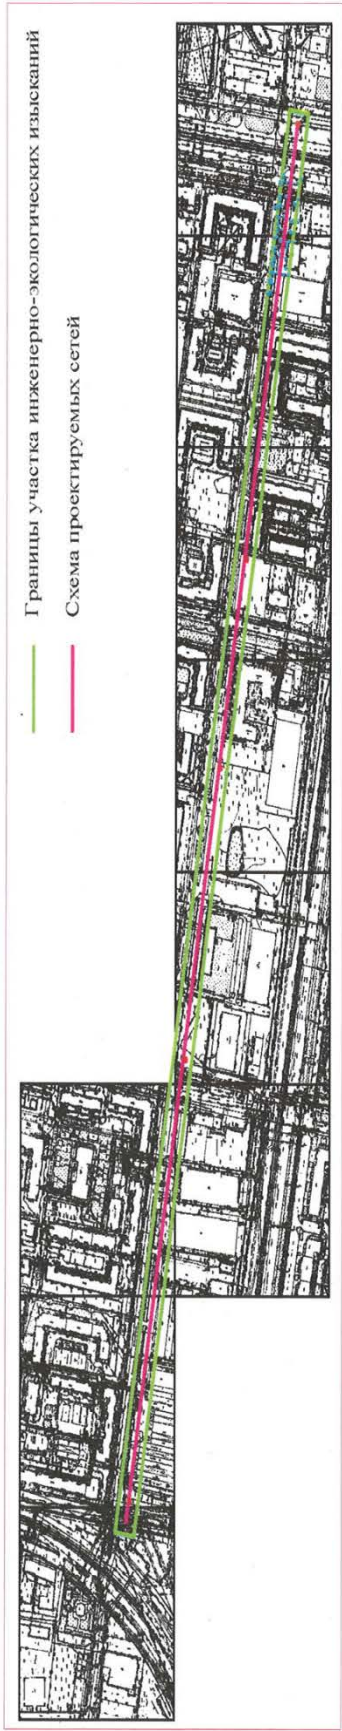 Границы участка инженерно-экологических изысканий
Схема проектируемых сетей